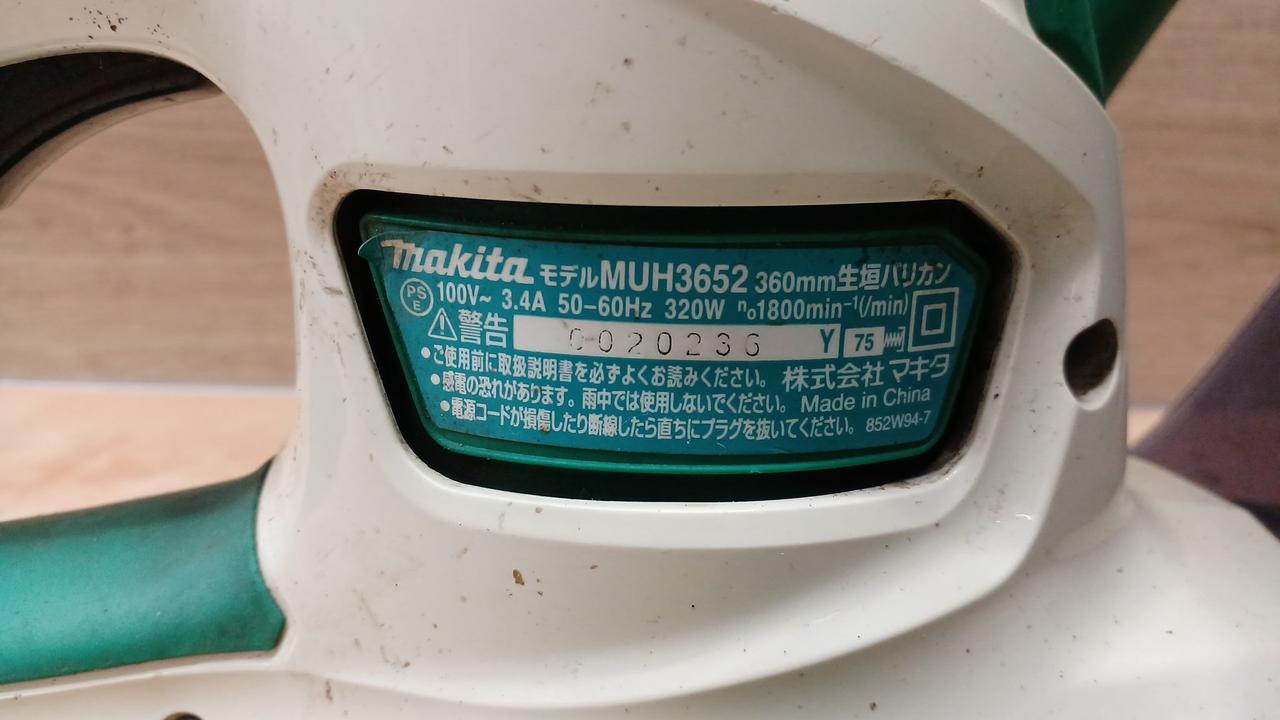 makita モデルMUH3652 360mm生垣バリカン
PSE 100V~ 3.4A 50-60Hz 320W n₀1800min⁻¹(/min)
⚠警告 0020236 Y 75
•ご使用前に取扱説明書を必ずよくお読みください。 株式会社 マキタ
•感電の恐れがあります。雨中では使用しないでください。 Made in China
•電源コードが損傷したり断線したら直ちにプラグを抜いてください。 852W94-7